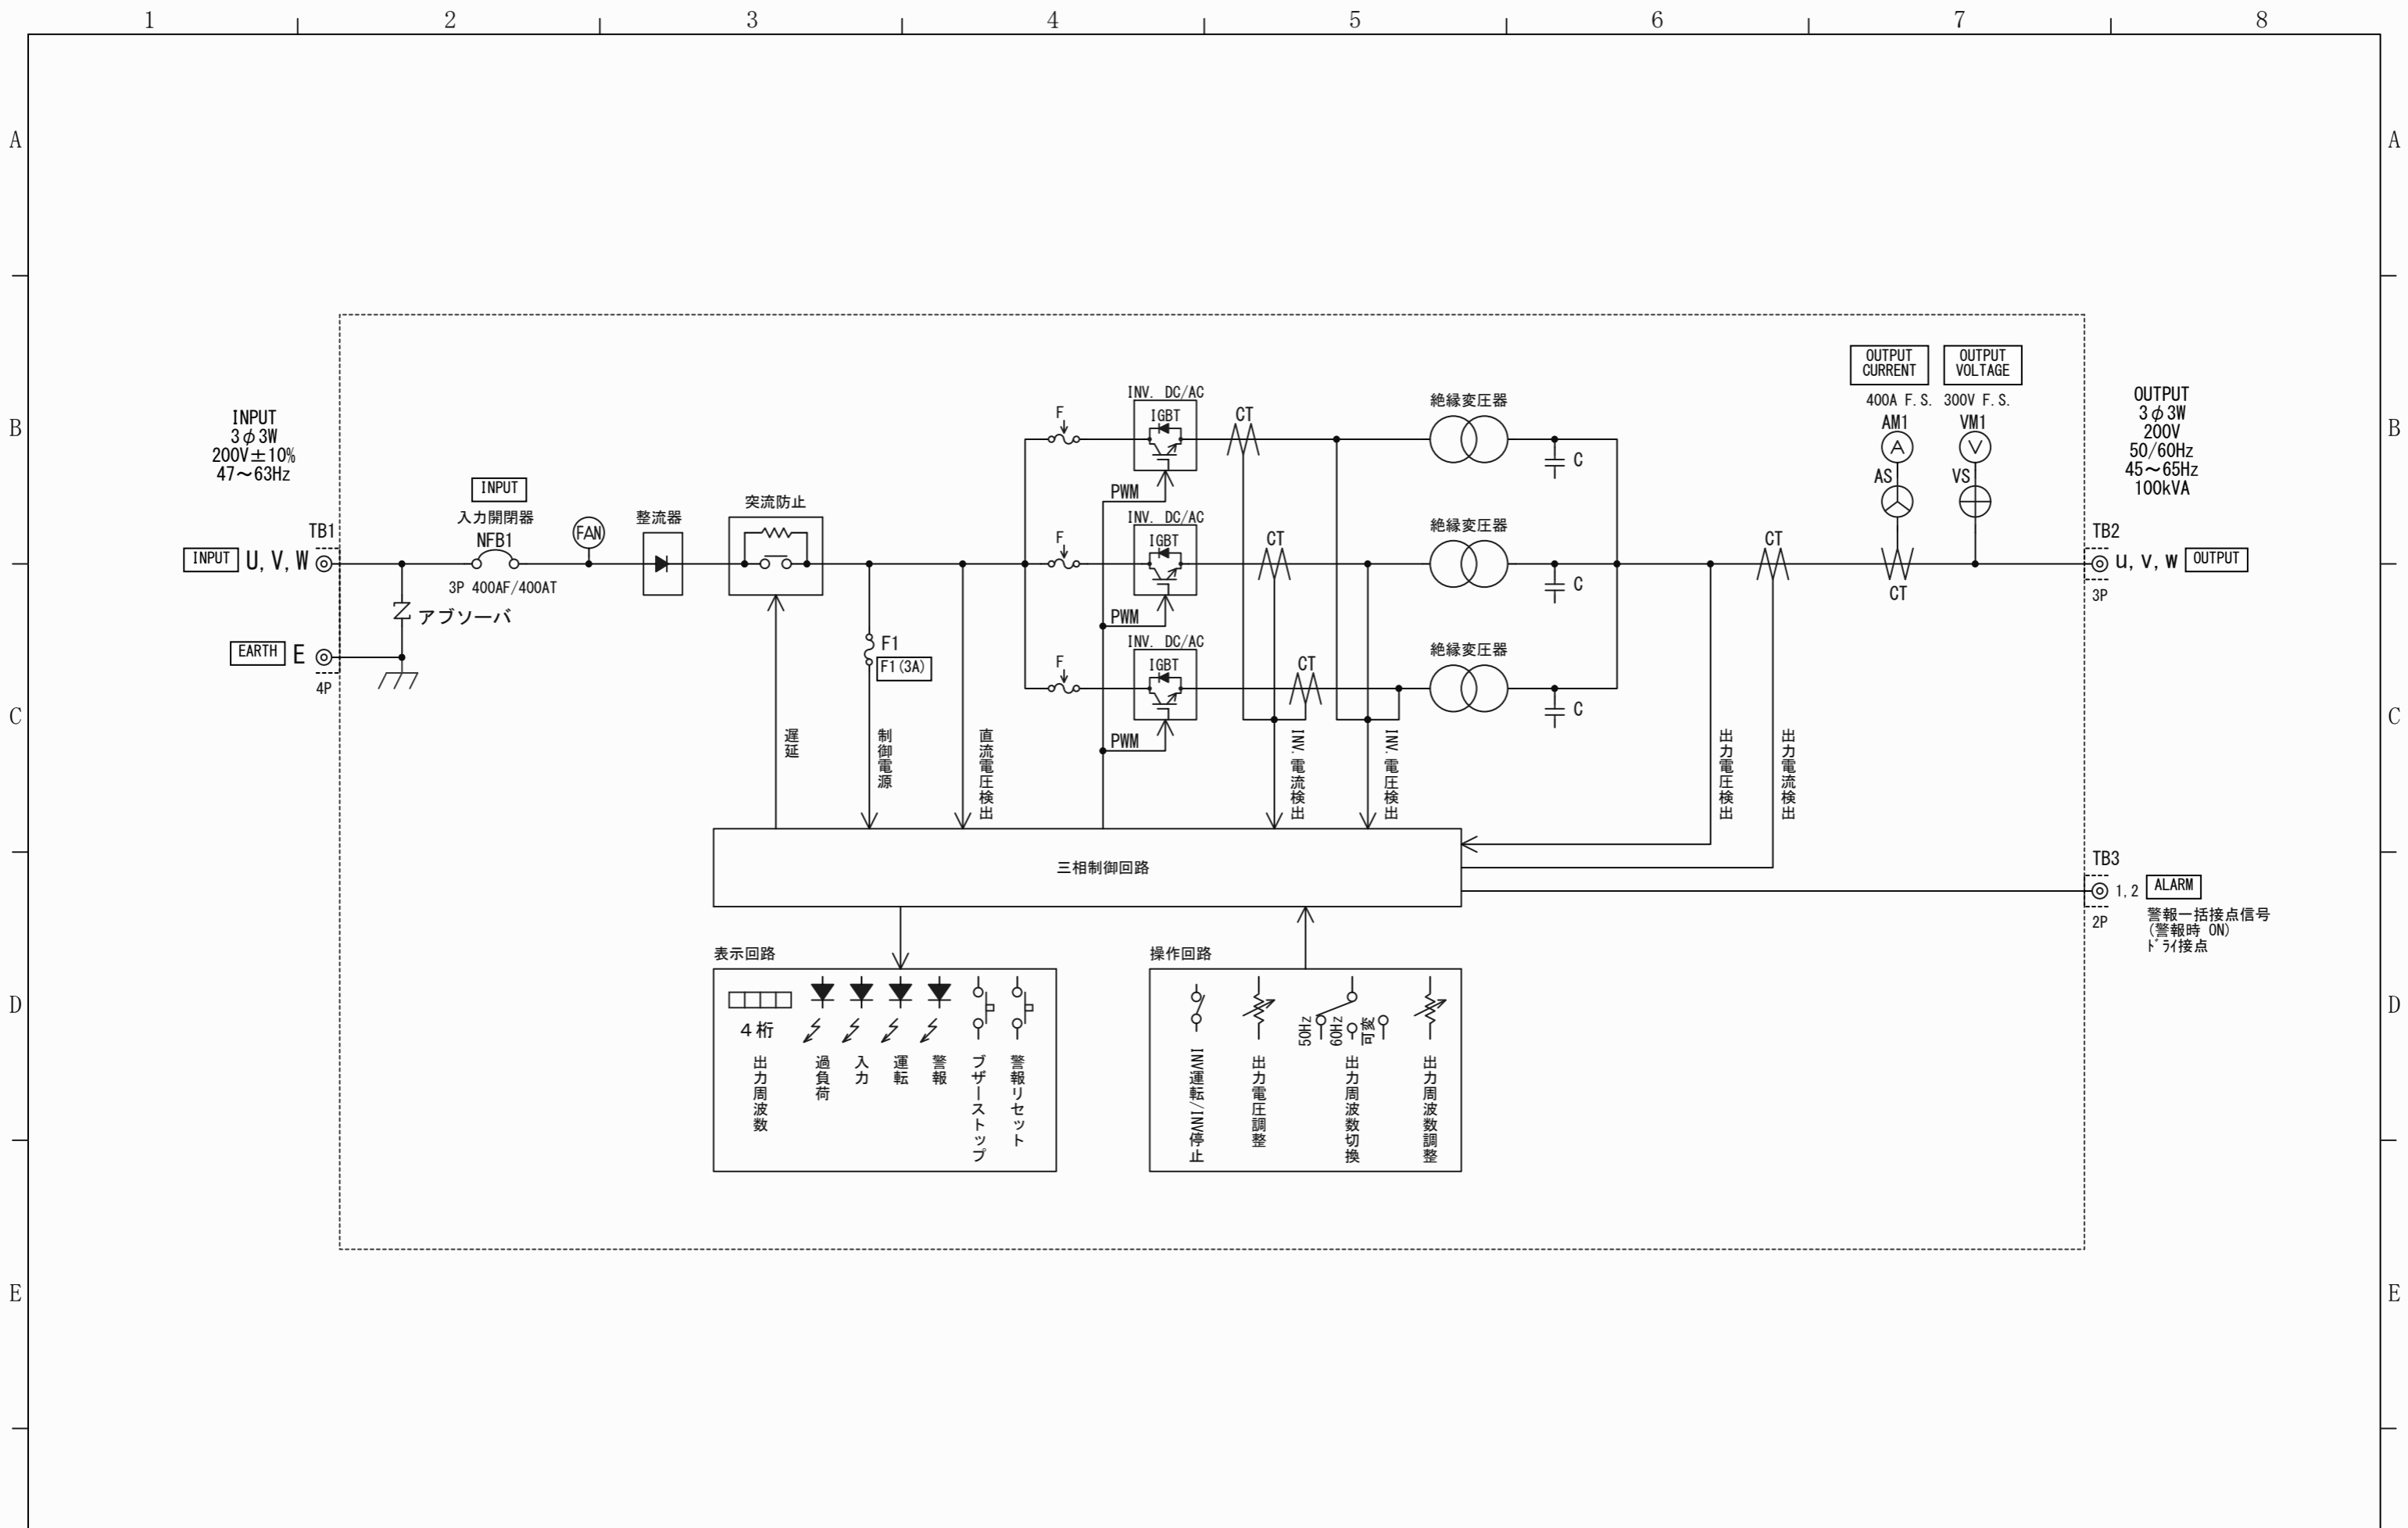 1 2 3 4 5 6 7 8
A
A
B
B
C
C
D
D
E
E
INPUT
3φ3W
200V±10%
47～63Hz
TB1
INPUT
U, V, W
EARTH
E
4P
アブソーバ
INPUT
入力開閉器
NFB1
3P 400AF/400AT
FAN
整流器
突流防止
遅延
F1
F1(3A)
制御電源
直流電圧検出
F
INV. DC/AC
IGBT
PWM
CT
絶縁変圧器
C
F
INV. DC/AC
IGBT
PWM
CT
絶縁変圧器
C
F
INV. DC/AC
IGBT
PWM
CT
絶縁変圧器
C
INV. 電流検出
INV. 電圧検出
出力電圧検出
出力電流検出
CT
OUTPUT
CURRENT
400A F.S.
AM1
A
AS
CT
OUTPUT
VOLTAGE
300V F.S.
VM1
V
VS
OUTPUT
3φ3W
200V
50/60Hz
45～65Hz
100kVA
TB2
U, V, W
OUTPUT
3P
三相制御回路
TB3
1, 2
ALARM
2P
警報一括接点信号
(警報時 ON)
ﾄﾞﾗｲ接点
表示回路
4桁
出力周波数
過負荷
入力
運転
警報
ブザーストップ
警報リセット
操作回路
INV運転/INV停止
出力電圧調整
50Hz
60Hz
可変
出力周波数切換
出力周波数調整